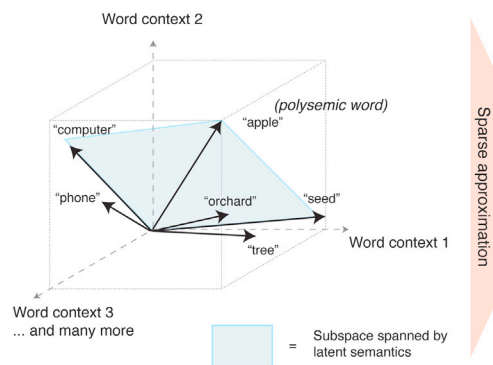 Word context 2
(polysemic word)
“computer”
“apple”
“phone”
“orchard”
“seed”
“tree”
Word context 1
Word context 3
... and many more
= Subspace spanned by
latent semantics
Sparse approximation